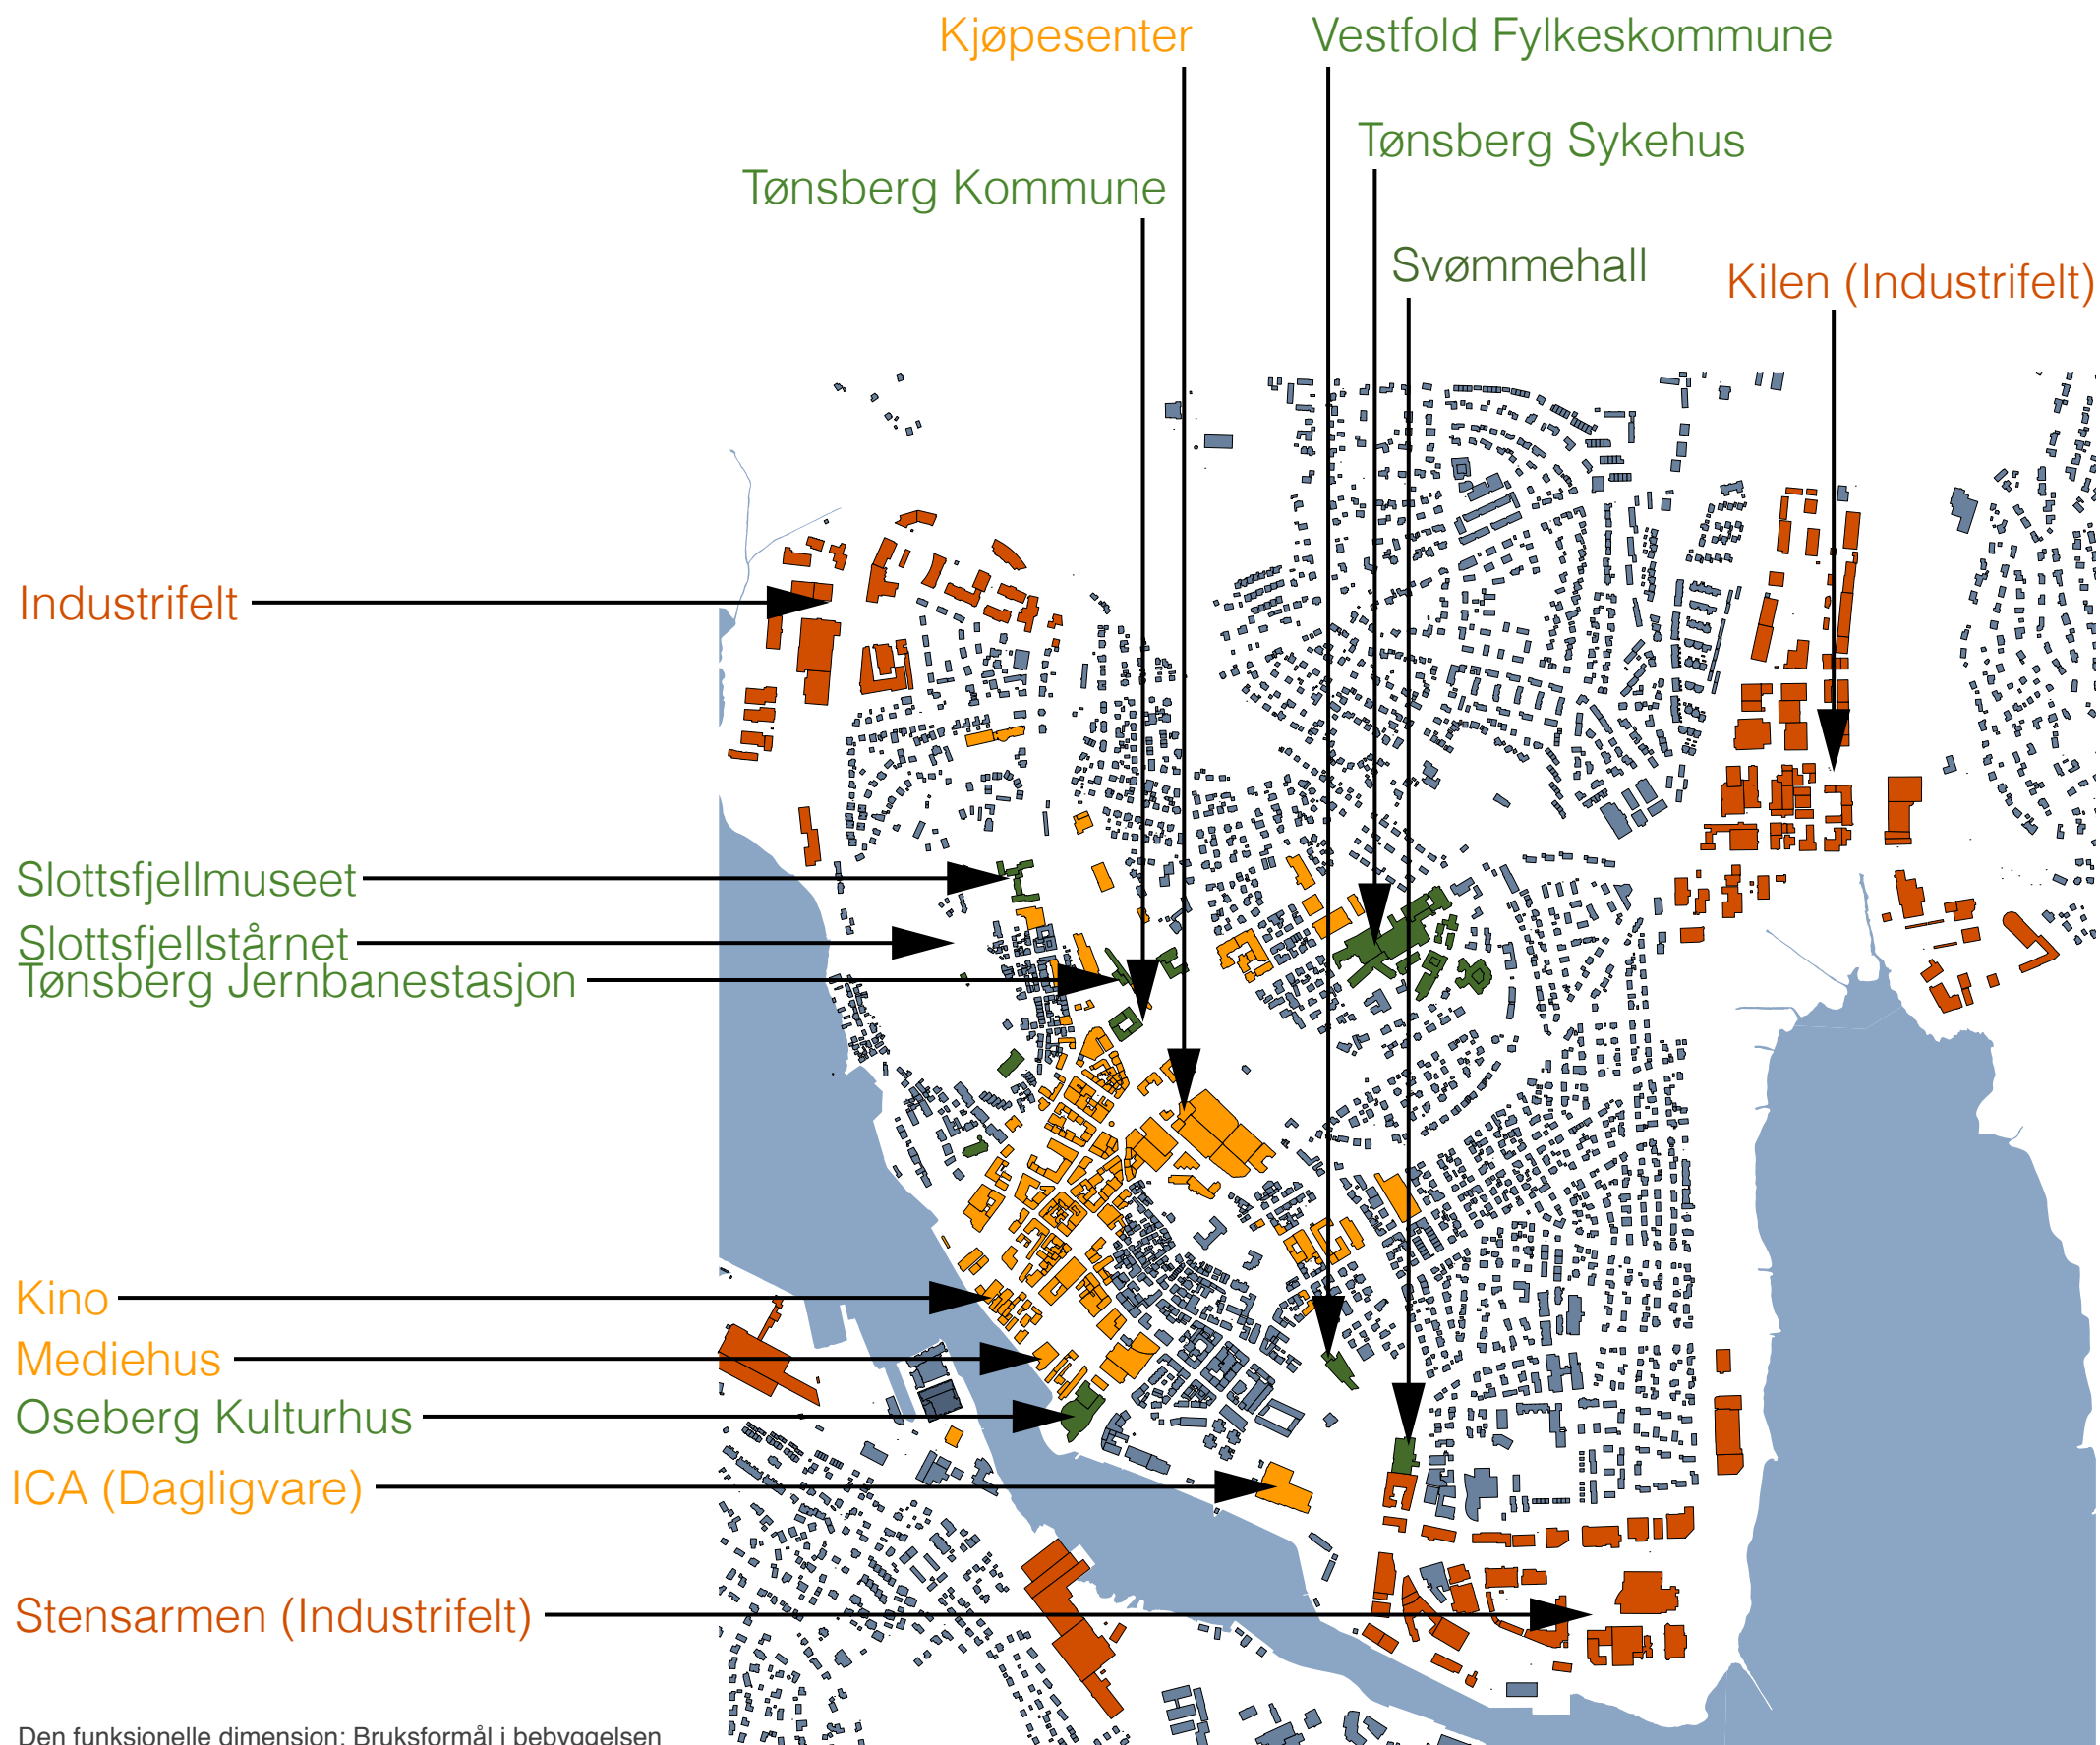 Kjøpesenter
Vestfold Fylkeskommune
Tønsberg Sykehus
Tønsberg Kommune
Svømmehall
Kilen (Industrifelt)
Industrifelt
Slottsfjellmuseet
Slottsfjellstårnet
Tønsberg Jernbanestasjon
Kino
Mediehus
Oseberg Kulturhus
ICA (Dagligvare)
Stensarmen (Industrifelt)
Den funksjonelle dimensjon: Bruksformål i bebyggelsen